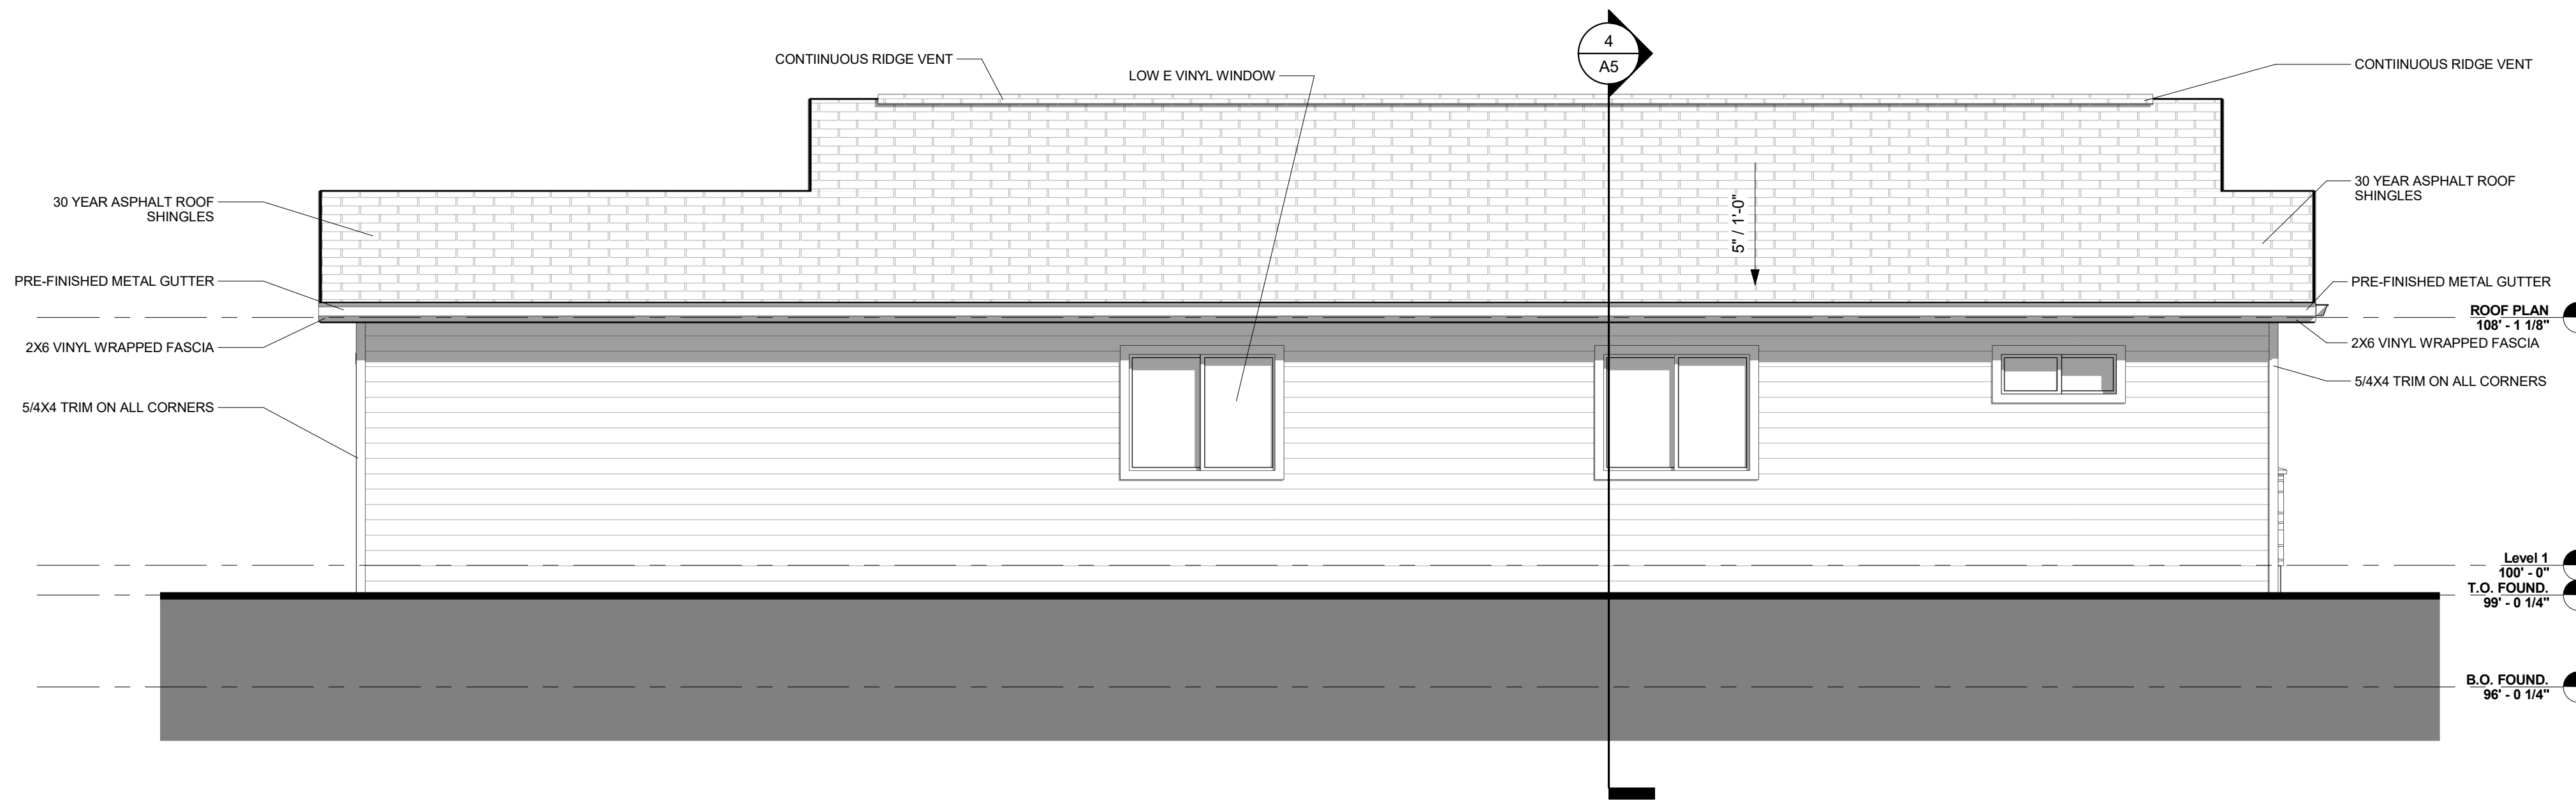 4
A5
CONTIINUOUS RIDGE VENT
LOW E VINYL WINDOW
CONTIINUOUS RIDGE VENT
30 YEAR ASPHALT ROOF
SHINGLES
5" / 1'-0"
30 YEAR ASPHALT ROOF
SHINGLES
PRE-FINISHED METAL GUTTER
PRE-FINISHED METAL GUTTER
ROOF PLAN
108' - 1 1/8"
2X6 VINYL WRAPPED FASCIA
2X6 VINYL WRAPPED FASCIA
5/4X4 TRIM ON ALL CORNERS
5/4X4 TRIM ON ALL CORNERS
Level 1
100' - 0"
T.O. FOUND.
99' - 0 1/4"
B.O. FOUND.
96' - 0 1/4"